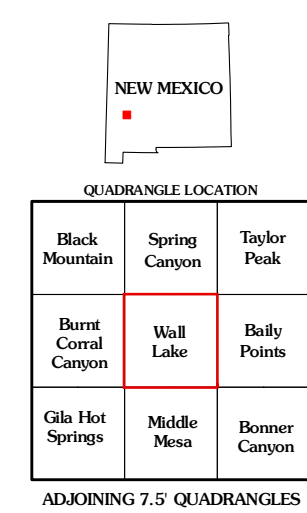 NEW MEXICO
QUADRANGLE LOCATION
Black
Mountain
Spring
Canyon
Taylor
Peak
Burnt
Corral
Canyon
Wall
Lake
Baily
Points
Gila Hot
Springs
Middle
Mesa
Bonner
Canyon
ADJOINING 7.5' QUADRANGLES